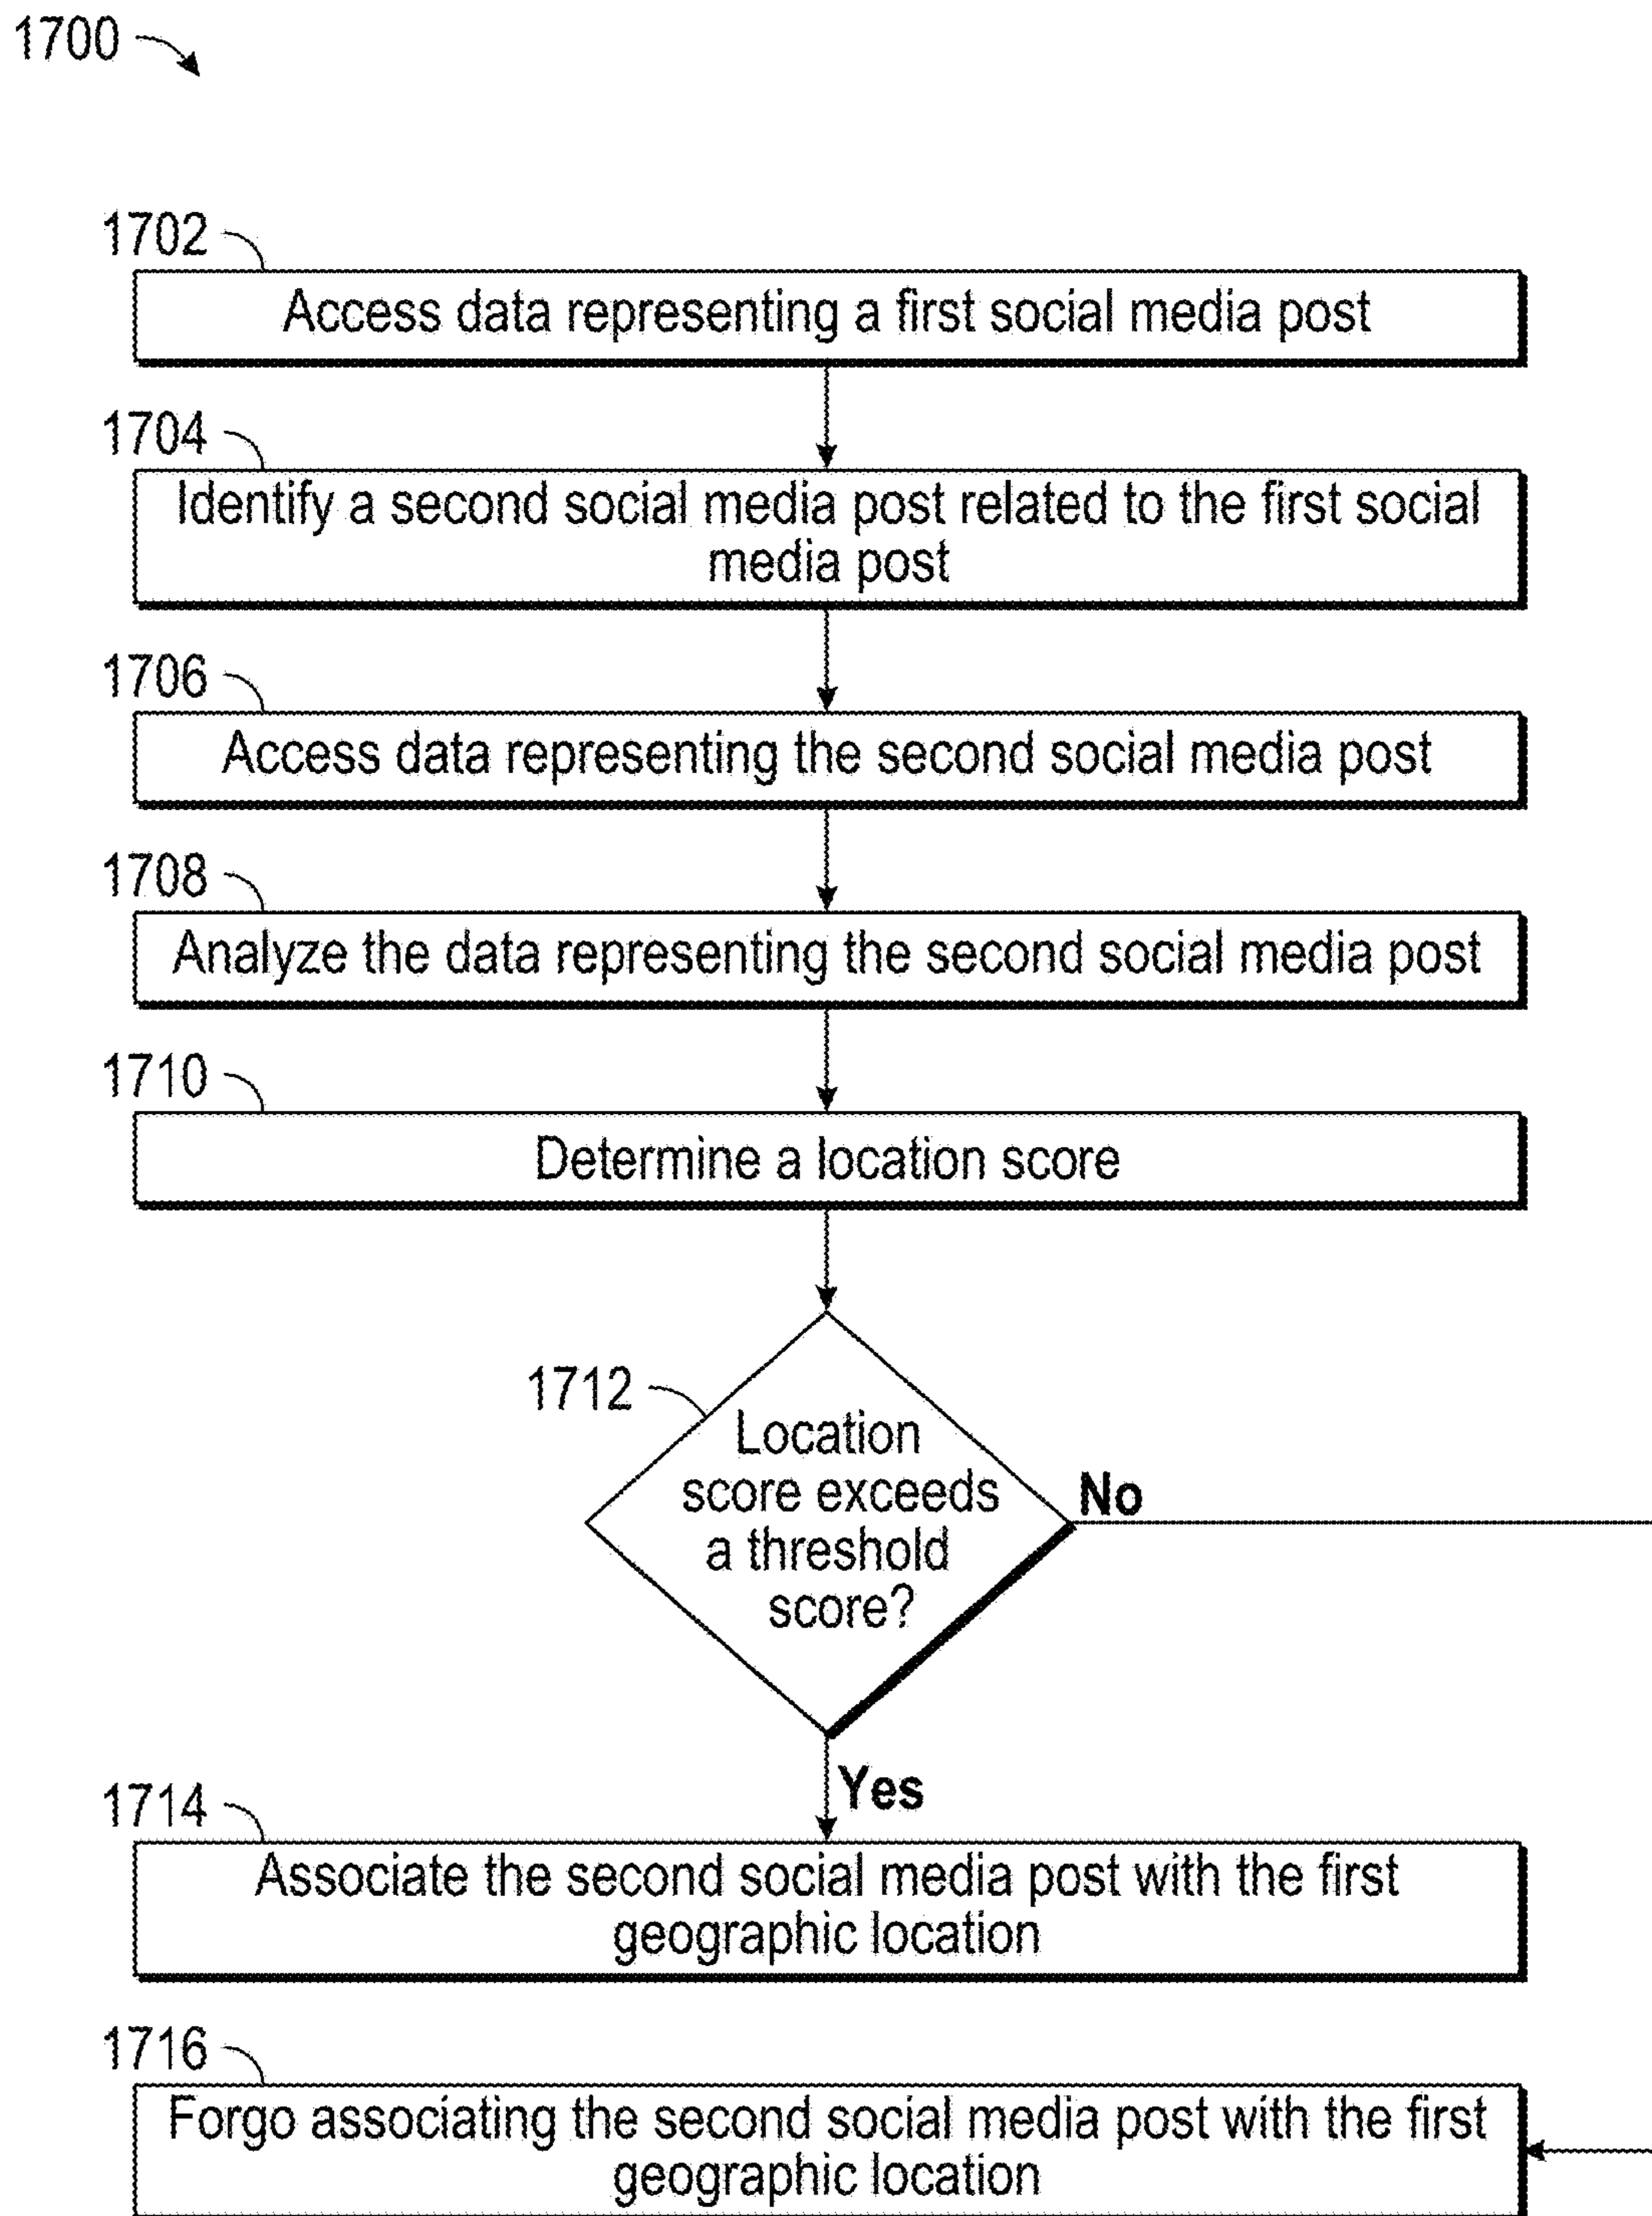 1700
1702
Access data representing a first social media post
1704
Identify a second social media post related to the first social
media post
1706
Access data representing the second social media post
1708
Analyze the data representing the second social media post
1710
Determine a location score
1712
Location
score exceeds
a threshold
score?
No
Yes
1714
Associate the second social media post with the first
geographic location
1716
Forgo associating the second social media post with the first
geographic location